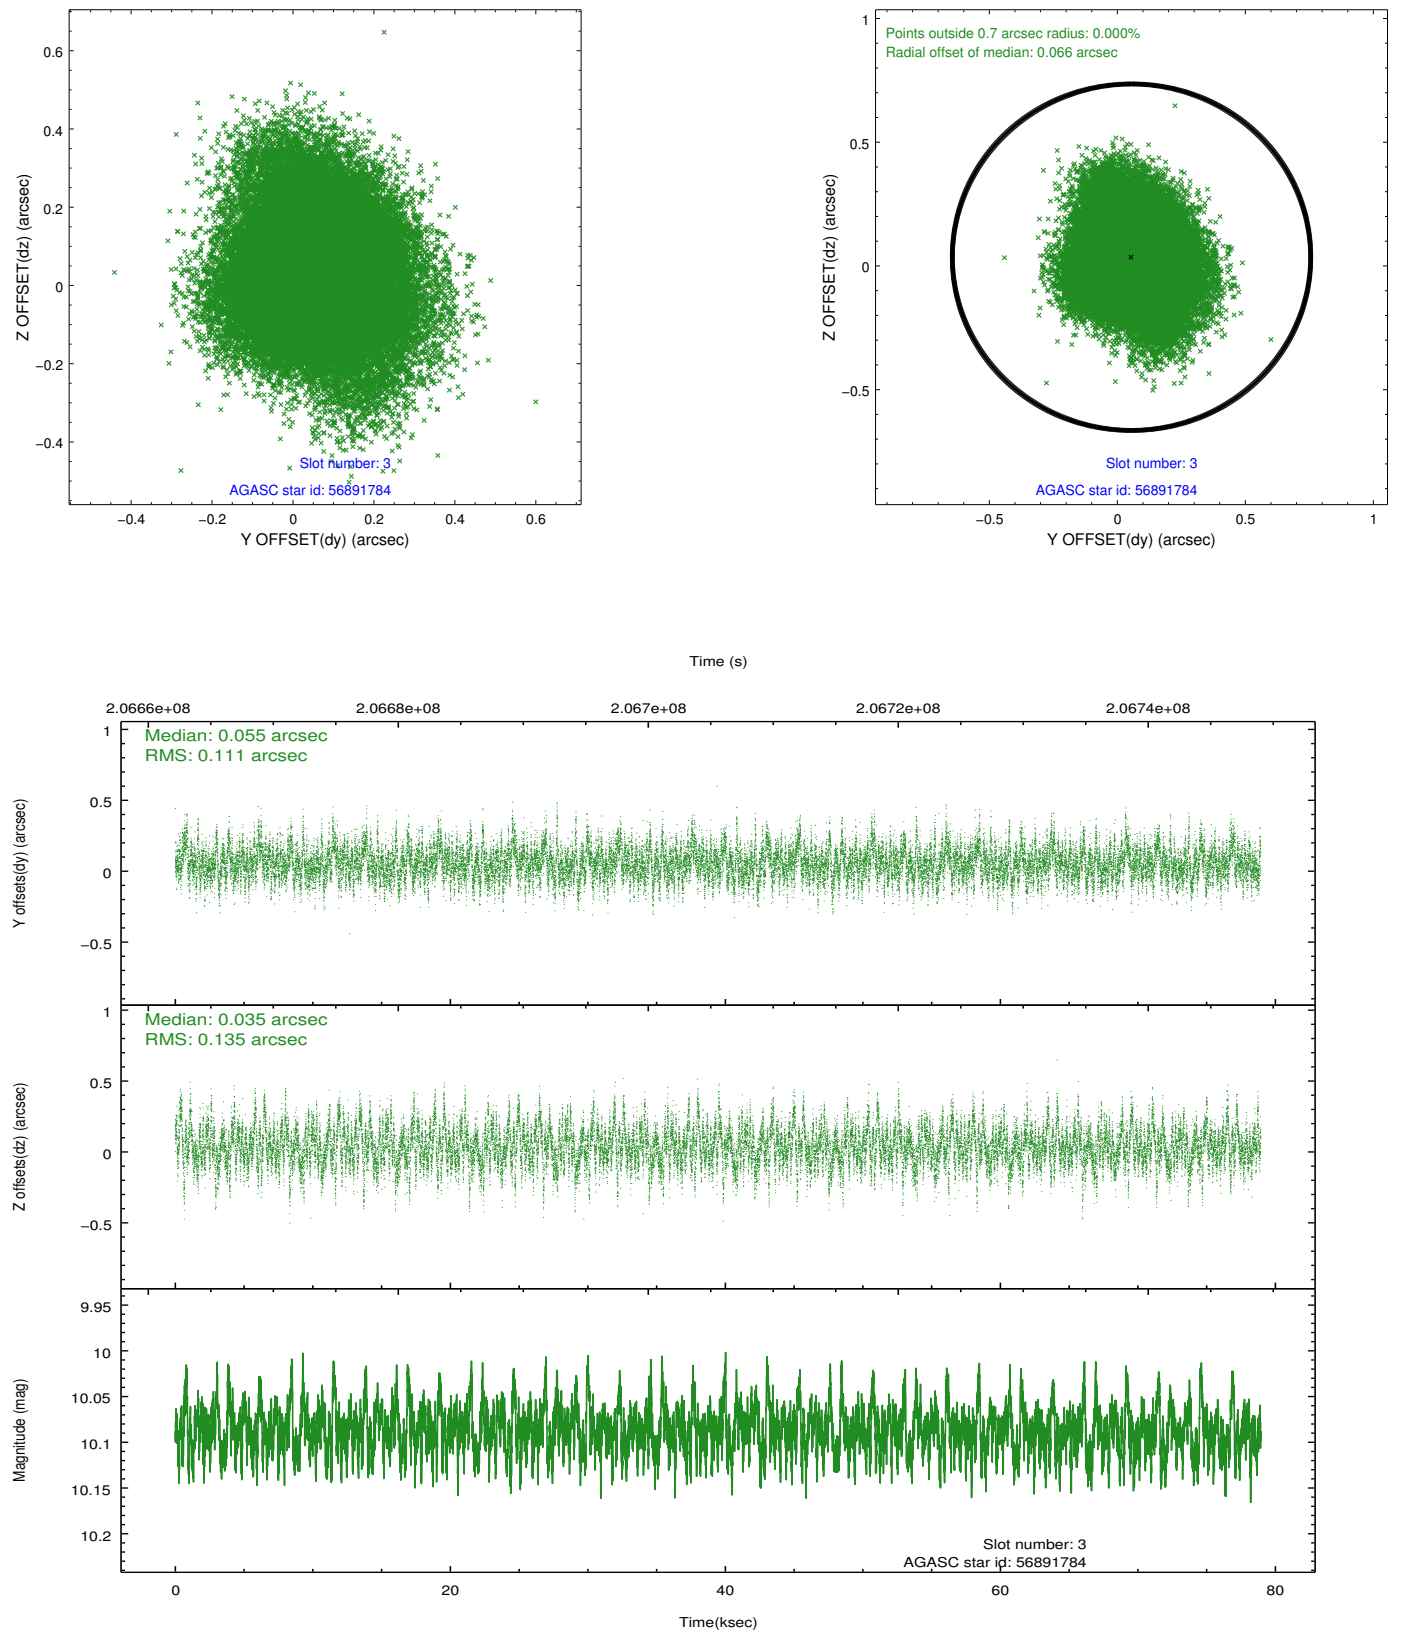 0.6
0.4
0.2
0
−0.2
−0.4
Z OFFSET(dz) (arcsec)
Slot number: 3
AGASC star id: 56891784
−0.4 −0.2 0 0.2 0.4 0.6
Y OFFSET(dy) (arcsec)
1
0.5
0
−0.5
Z OFFSET(dz) (arcsec)
Points outside 0.7 arcsec radius: 0.000%
Radial offset of median: 0.066 arcsec
Slot number: 3
AGASC star id: 56891784
−0.5 0 0.5 1
Y OFFSET(dy) (arcsec)
Time (s)
2.0666e+08 2.0668e+08 2.067e+08 2.0672e+08 2.0674e+08
Median: 0.055 arcsec
RMS: 0.111 arcsec
1
0.5
0
−0.5
Y offsets(dy) (arcsec)
Median: 0.035 arcsec
RMS: 0.135 arcsec
1
0.5
0
−0.5
Z offsets(dz) (arcsec)
9.95
10
10.05
10.1
10.15
10.2
Magnitude (mag)
Slot number: 3
AGASC star id: 56891784
0 20 40 60 80
Time(ksec)